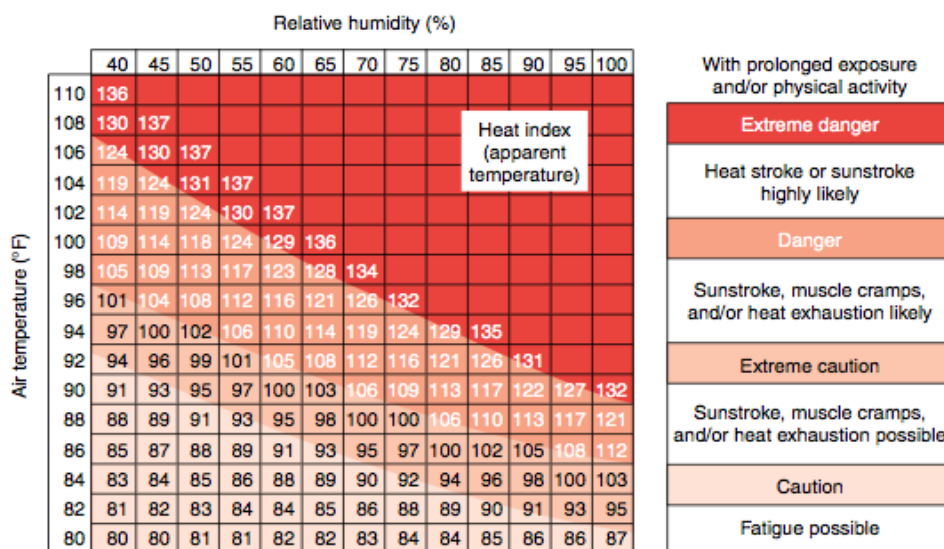 Relative humidity (%)
40 45 50 55 60 65 70 75 80 85 90 95 100
With prolonged exposure
and/or physical activity
110 136
108 130 137
106 124 130 137
104 119 124 131 137
102 114 119 124 130 137
100 109 114 118 124 129 136
98 105 109 113 117 123 128 134
96 101 104 108 112 116 121 126 132
94 97 100 102 106 110 114 119 124 129 135
92 94 96 99 101 105 108 112 116 121 126 131
90 91 93 95 97 100 103 106 109 113 117 122 127 132
88 88 89 91 93 95 98 100 100 106 110 113 117 121
86 85 87 88 89 91 93 95 97 100 102 105 108 112
84 83 84 85 86 88 89 90 92 94 96 98 100 103
82 81 82 83 84 84 85 86 88 89 90 91 93 95
80 80 80 81 81 82 82 83 84 84 85 86 86 87
Air temperature (°F)
Heat index
(apparent
temperature)
Extreme danger
Heat stroke or sunstroke
highly likely
Danger
Sunstroke, muscle cramps,
and/or heat exhaustion likely
Extreme caution
Sunstroke, muscle cramps,
and/or heat exhaustion possible
Caution
Fatigue possible